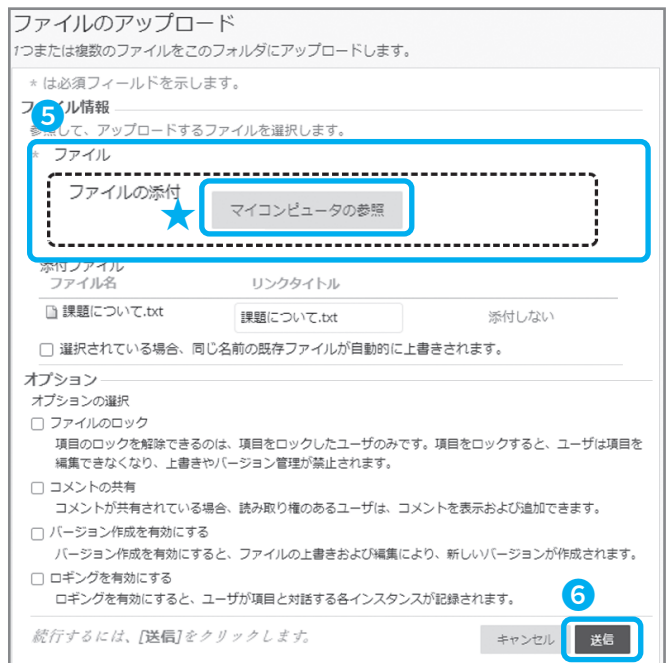 ファイルのアップロード
1つまたは複数のファイルをこのフォルダにアップロードします。
* は必須フィールドを示します。
5
ファイル情報
参照して、アップロードするファイルを選択します。
* ファイル
ファイルの添付
マイコンピュータの参照
添付ファイル
ファイル名 リンクタイトル
課題について.txt 課題について.txt 添付しない
選択されている場合、同じ名前の既存ファイルが自動的に上書きされます。
オプション
オプションの選択
ファイルのロック
項目のロックを解除できるのは、項目をロックしたユーザのみです。項目をロックすると、ユーザは項目を
編集できなくなり、上書きやバージョン管理が禁止されます。
コメントの共有
コメントが共有されている場合、読み取り権のあるユーザは、コメントを表示および追加できます。
バージョン作成を有効にする
バージョン作成を有効にすると、ファイルの上書きおよび編集により、新しいバージョンが作成されます。
ロギングを有効にする
ロギングを有効にすると、ユーザが項目と対話する各インスタンスが記録されます。
6
続行するには、[送信]をクリックします。
キャンセル 送信